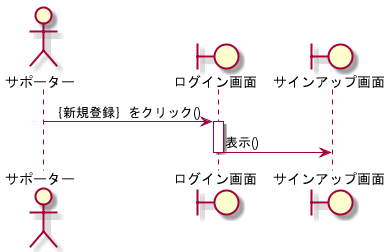 サポーター
ログイン画面
サインアップ画面
{新規登録} をクリック()
表示()
サポーター
ログイン画面
サインアップ画面